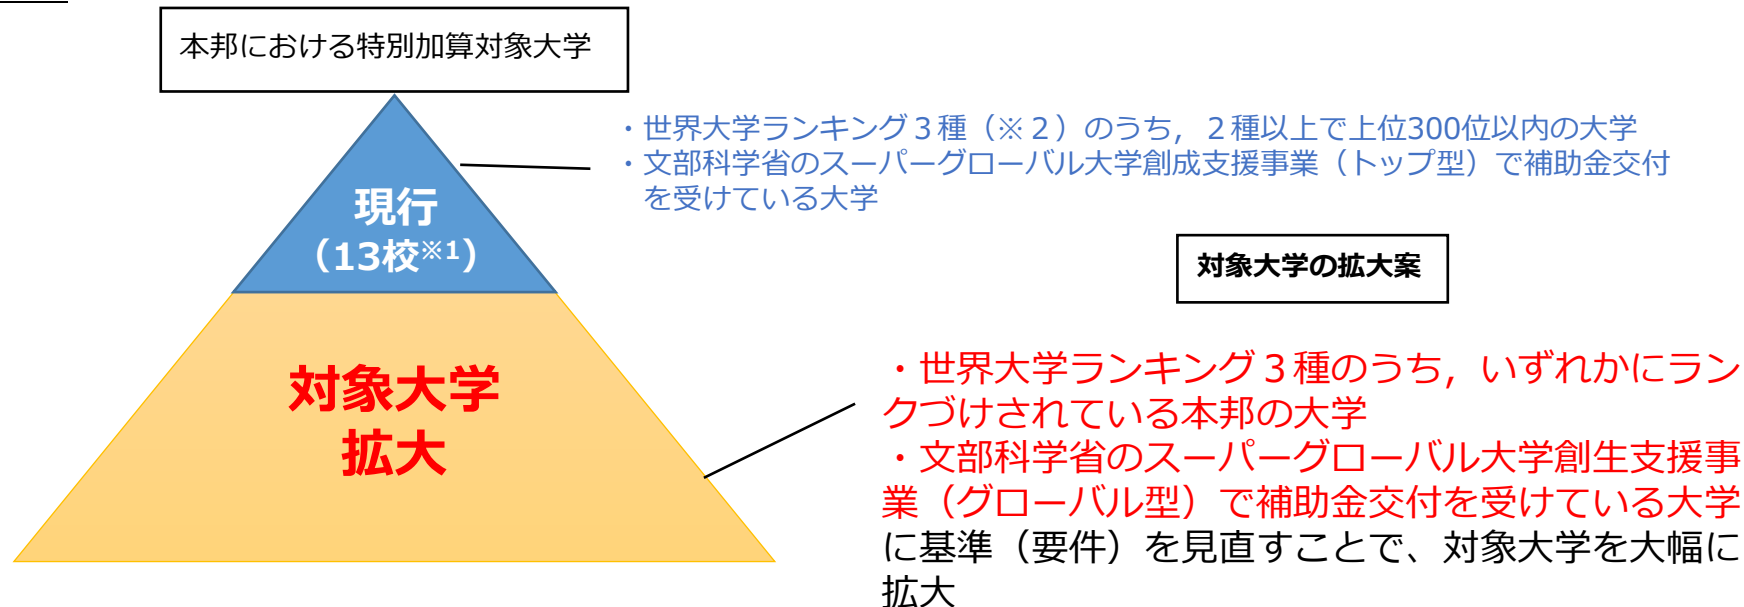 本邦における特別加算対象大学
・世界大学ランキング３種（※２）のうち，２種以上で上位300位以内の大学
・文部科学省のスーパーグローバル大学創成支援事業（トップ型）で補助金交付
を受けている大学
現行
（13校※1）
対象大学の拡大案
対象大学
拡大
・世界大学ランキング３種のうち，いずれかにラン
クづけされている本邦の大学
・文部科学省のスーパーグローバル大学創生支援事
業（グローバル型）で補助金交付を受けている大学
に基準（要件）を見直すことで、対象大学を大幅に
拡大